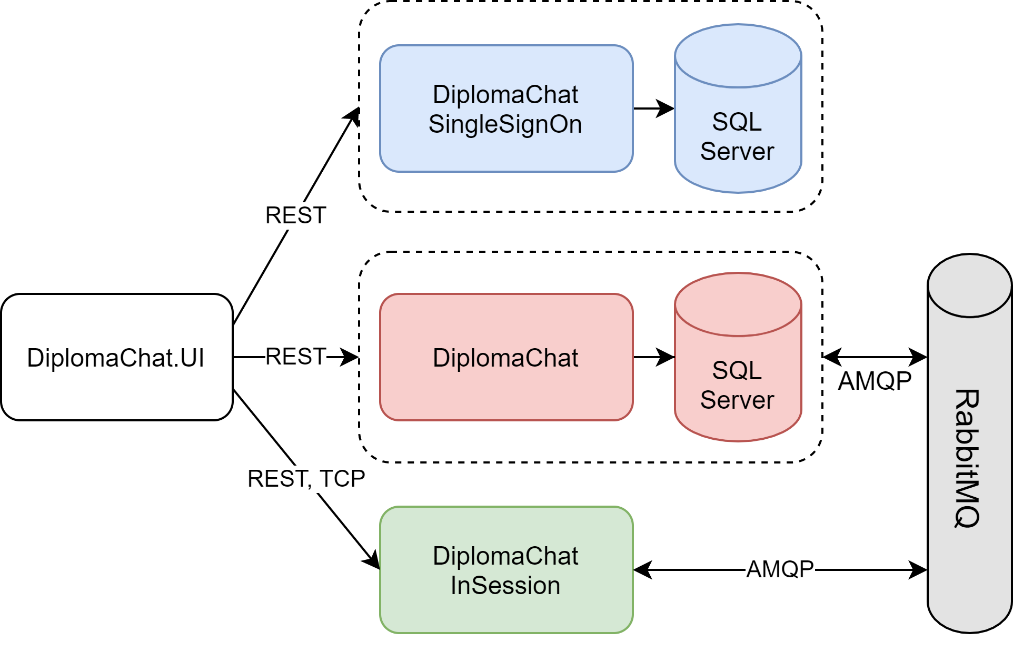 DiplomaChat
SingleSignOn
SQL
Server
REST
DiplomaChat.UI
REST
DiplomaChat
SQL
Server
AMQP
RabbitMQ
REST, TCP
DiplomaChat
InSession
AMQP